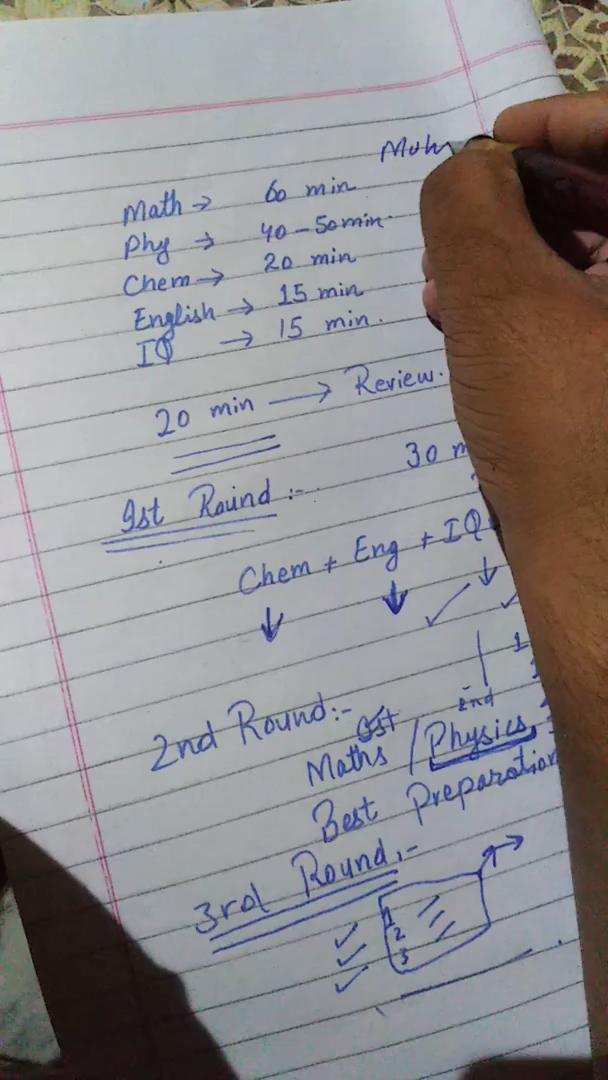 Math → 60 min
Phy → 40 - 50 min
Chem → 20 min
English → 15 min
IQ → 15 min.
20 min → Review.
30
1st Round :-
Chem + Eng + IQ
2nd Round:-
1st 2nd
Maths / Physics
Best Preparation
3rd Round :-
1
2
3